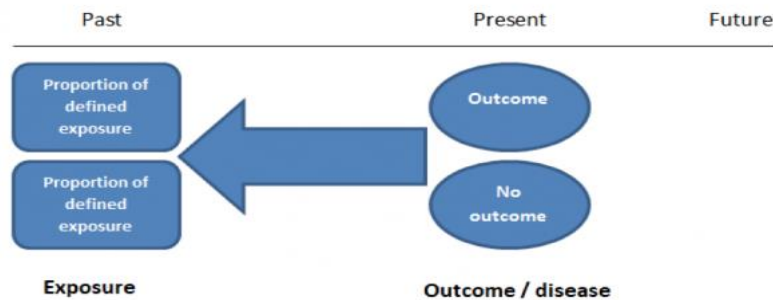 Past Present Future
Proportion of
defined
exposure
Outcome
Proportion of
defined
exposure
No
outcome
Exposure Outcome / disease